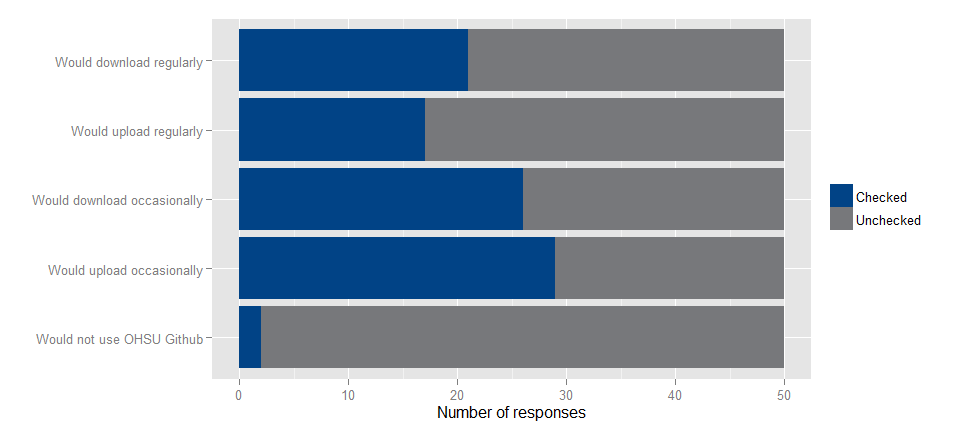 Would download regularly
Would upload regularly
Would download occasionally
Would upload occasionally
Would not use OHSU Github
0 10 20 30 40 50
Number of responses
Checked
Unchecked